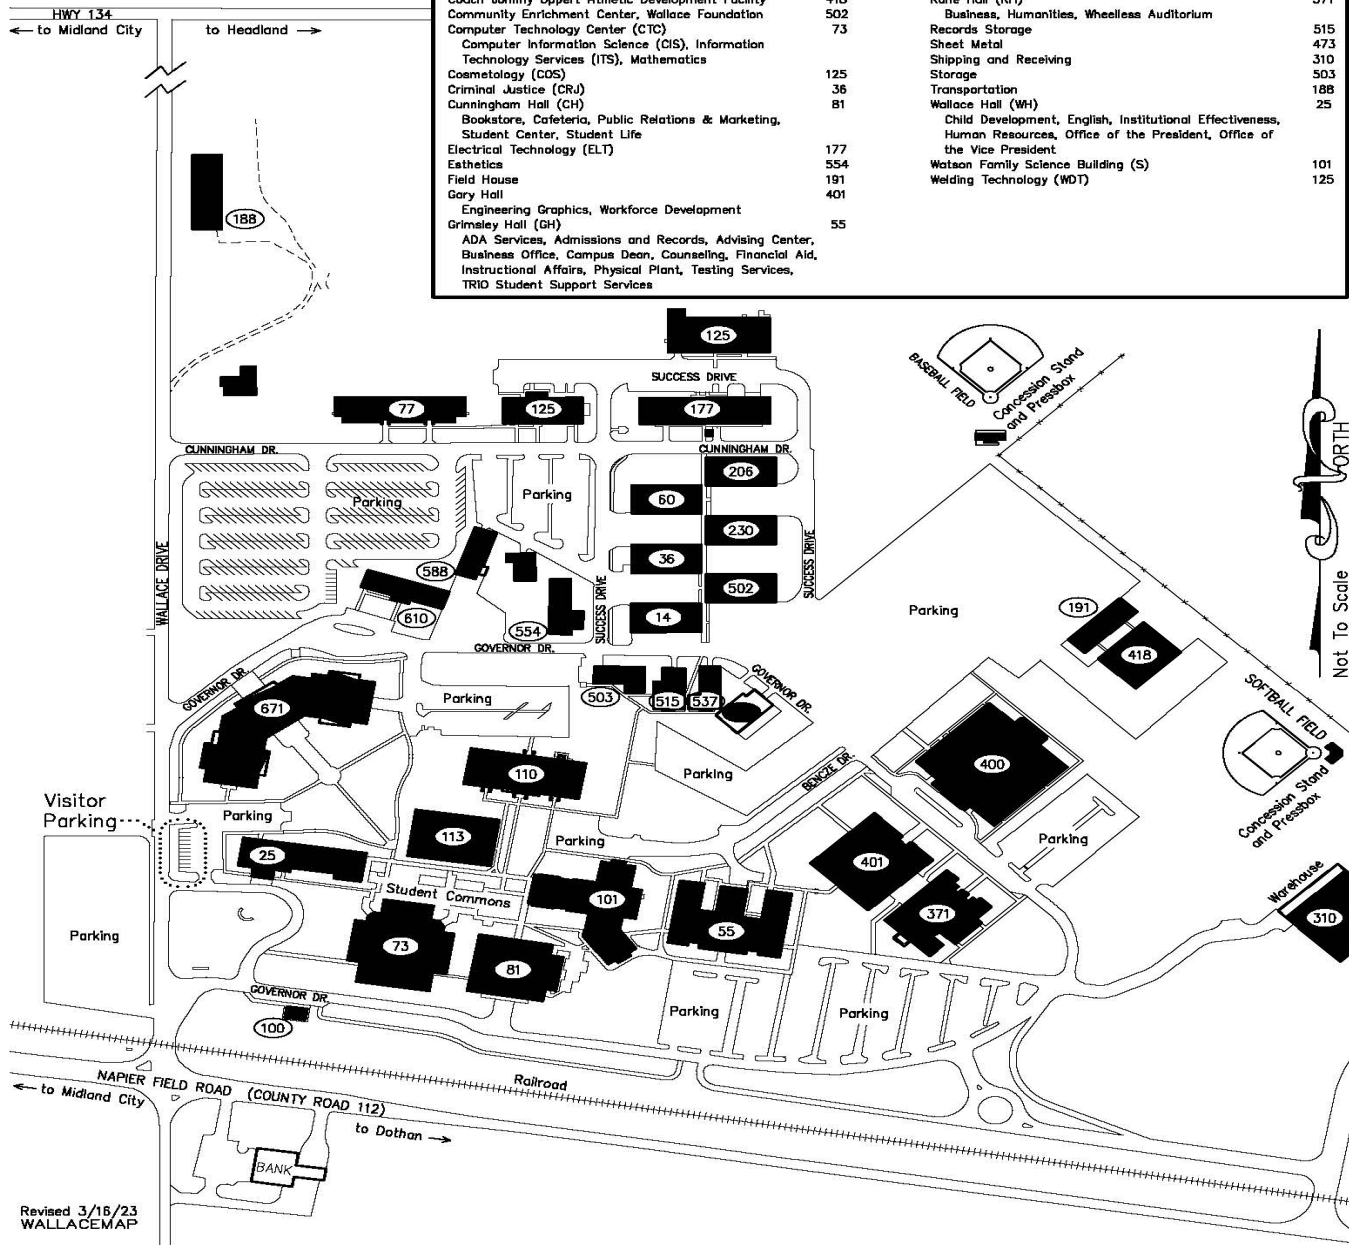 Coach Johnny Oppert Athletic Development Facility 418
Community Enrichment Center, Wallace Foundation 502
Computer Technology Center (CTC) 73
Computer Information Science (CIS), Information
Technology Services (ITS), Mathematics
Cosmetology (COS) 125
Criminal Justice (CRJ) 36
Cunningham Hall (CH) 81
Bookstore, Cafeteria, Public Relations & Marketing,
Student Center, Student Life
Electrical Technology (ELT) 177
Esthetics 554
Field House 191
Gary Hall 401
Engineering Graphics, Workforce Development
Grimsley Hall (GH) 55
ADA Services, Admissions and Records, Advising Center,
Business Office, Campus Dean, Counseling, Financial Aid,
Instructional Affairs, Physical Plant, Testing Services,
TRIO Student Support Services
Hall (KH) 371
Business, Humanities, Wheelless Auditorium
Records Storage 515
Sheet Metal 473
Shipping and Receiving 310
Storage 503
Transportation 188
Wallace Hall (WH) 25
Child Development, English, Institutional Effectiveness,
Human Resources, Office of the President, Office of
the Vice President
Watson Family Science Building (S) 101
Welding Technology (WDT) 125
HWY 134
← to Midland City
to Headland →
188
125
SUCCESS DRIVE
BASEBALL FIELD
Concession Stand
and Pressbox
77
125
177
CUNNINGHAM DR.
CUNNINGHAM DR.
NORTH
Not To Scale
206
Parking
Parking
60
230
WALLACE DRIVE
588
36
SUCCESS DRIVE
502
SUCCESS DRIVE
610
554
14
Parking
191
418
GOVERNOR DR.
GOVERNOR DR.
GOVERNOR DR.
671
Parking
503
515
537
SOFTBALL FIELD
Concession Stand
and Pressbox
110
Parking
BENCZE DR.
400
Visitor
Parking
Parking
113
Parking
Parking
25
401
Student Commons
101
Warehouse
310
371
Parking
73
55
81
GOVERNOR DR.
100
Parking
Parking
Railroad
NAPIER FIELD ROAD (COUNTY ROAD 112)
← to Midland City
to Dothan →
BANK
Revised 3/16/23
WALLACEMAP